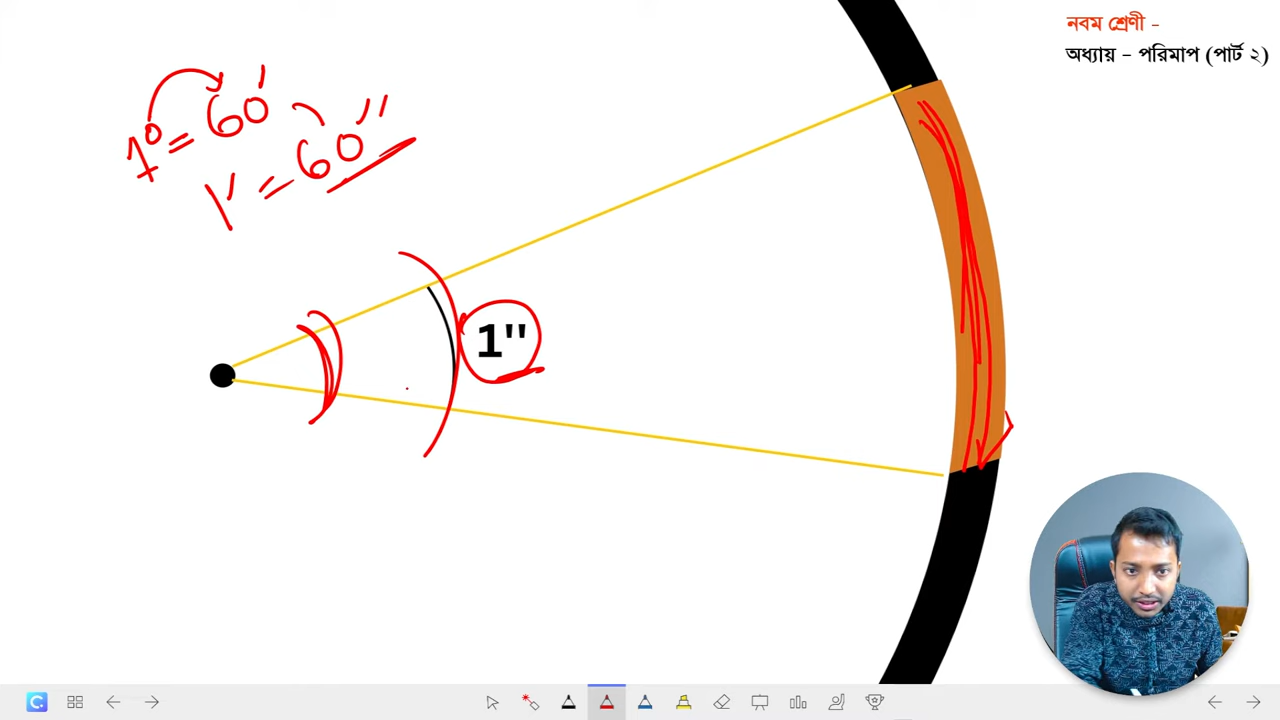 নবম শ্রেণী -
অধ্যায় - পরিমাপ (পার্ট ২)
1° = 60'
1' = 60''
1''